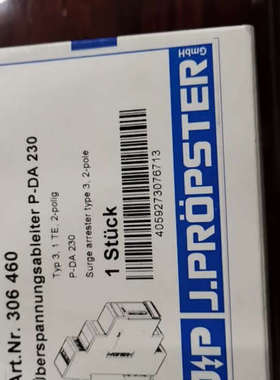 Art.Nr. 306 460
Überspannungsableiter P-DA 230
Typ 3, 1 TE, 2-polig
P-DA 230
Surge arrester type 3, 2-pole
1 Stück
4059272076713
J.PRÖPSTER
GmbH